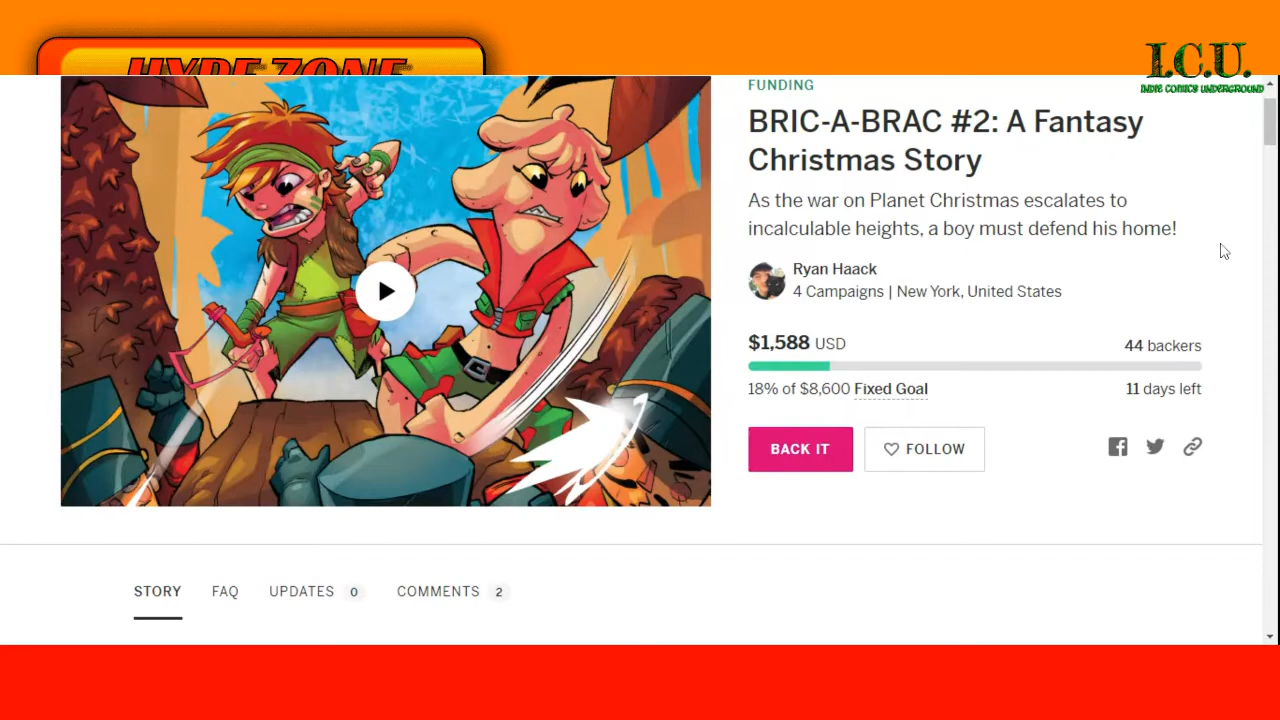 HYPE ZONE
I.C.U.
INDIE COMICS UNDERGROUND
FUNDING
BRIC-A-BRAC #2: A Fantasy
Christmas Story
As the war on Planet Christmas escalates to
incalculable heights, a boy must defend his home!
Ryan Haack
4 Campaigns | New York, United States
$1,588 USD
44 backers
18% of $8,600 Fixed Goal
11 days left
BACK IT
FOLLOW
STORY FAQ UPDATES 0 COMMENTS 2